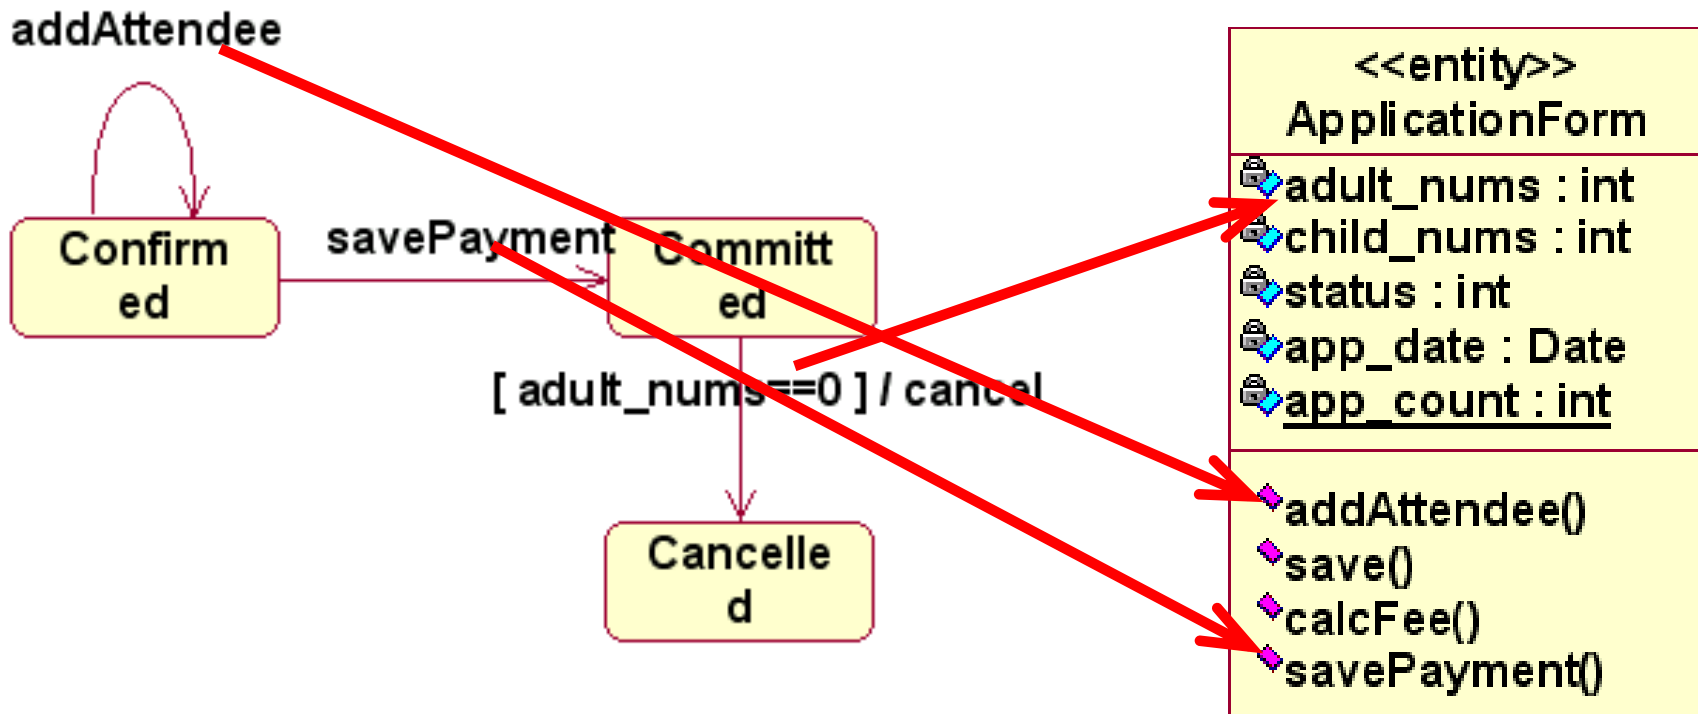 addAttendee
Confirm
ed
savePayment
Committ
ed
[ adult_nums==0 ] / cancel
Cancelle
d
<<entity>>
ApplicationForm
adult_nums : int
child_nums : int
status : int
app_date : Date
app_count : int
addAttendee()
save()
calcFee()
savePayment()